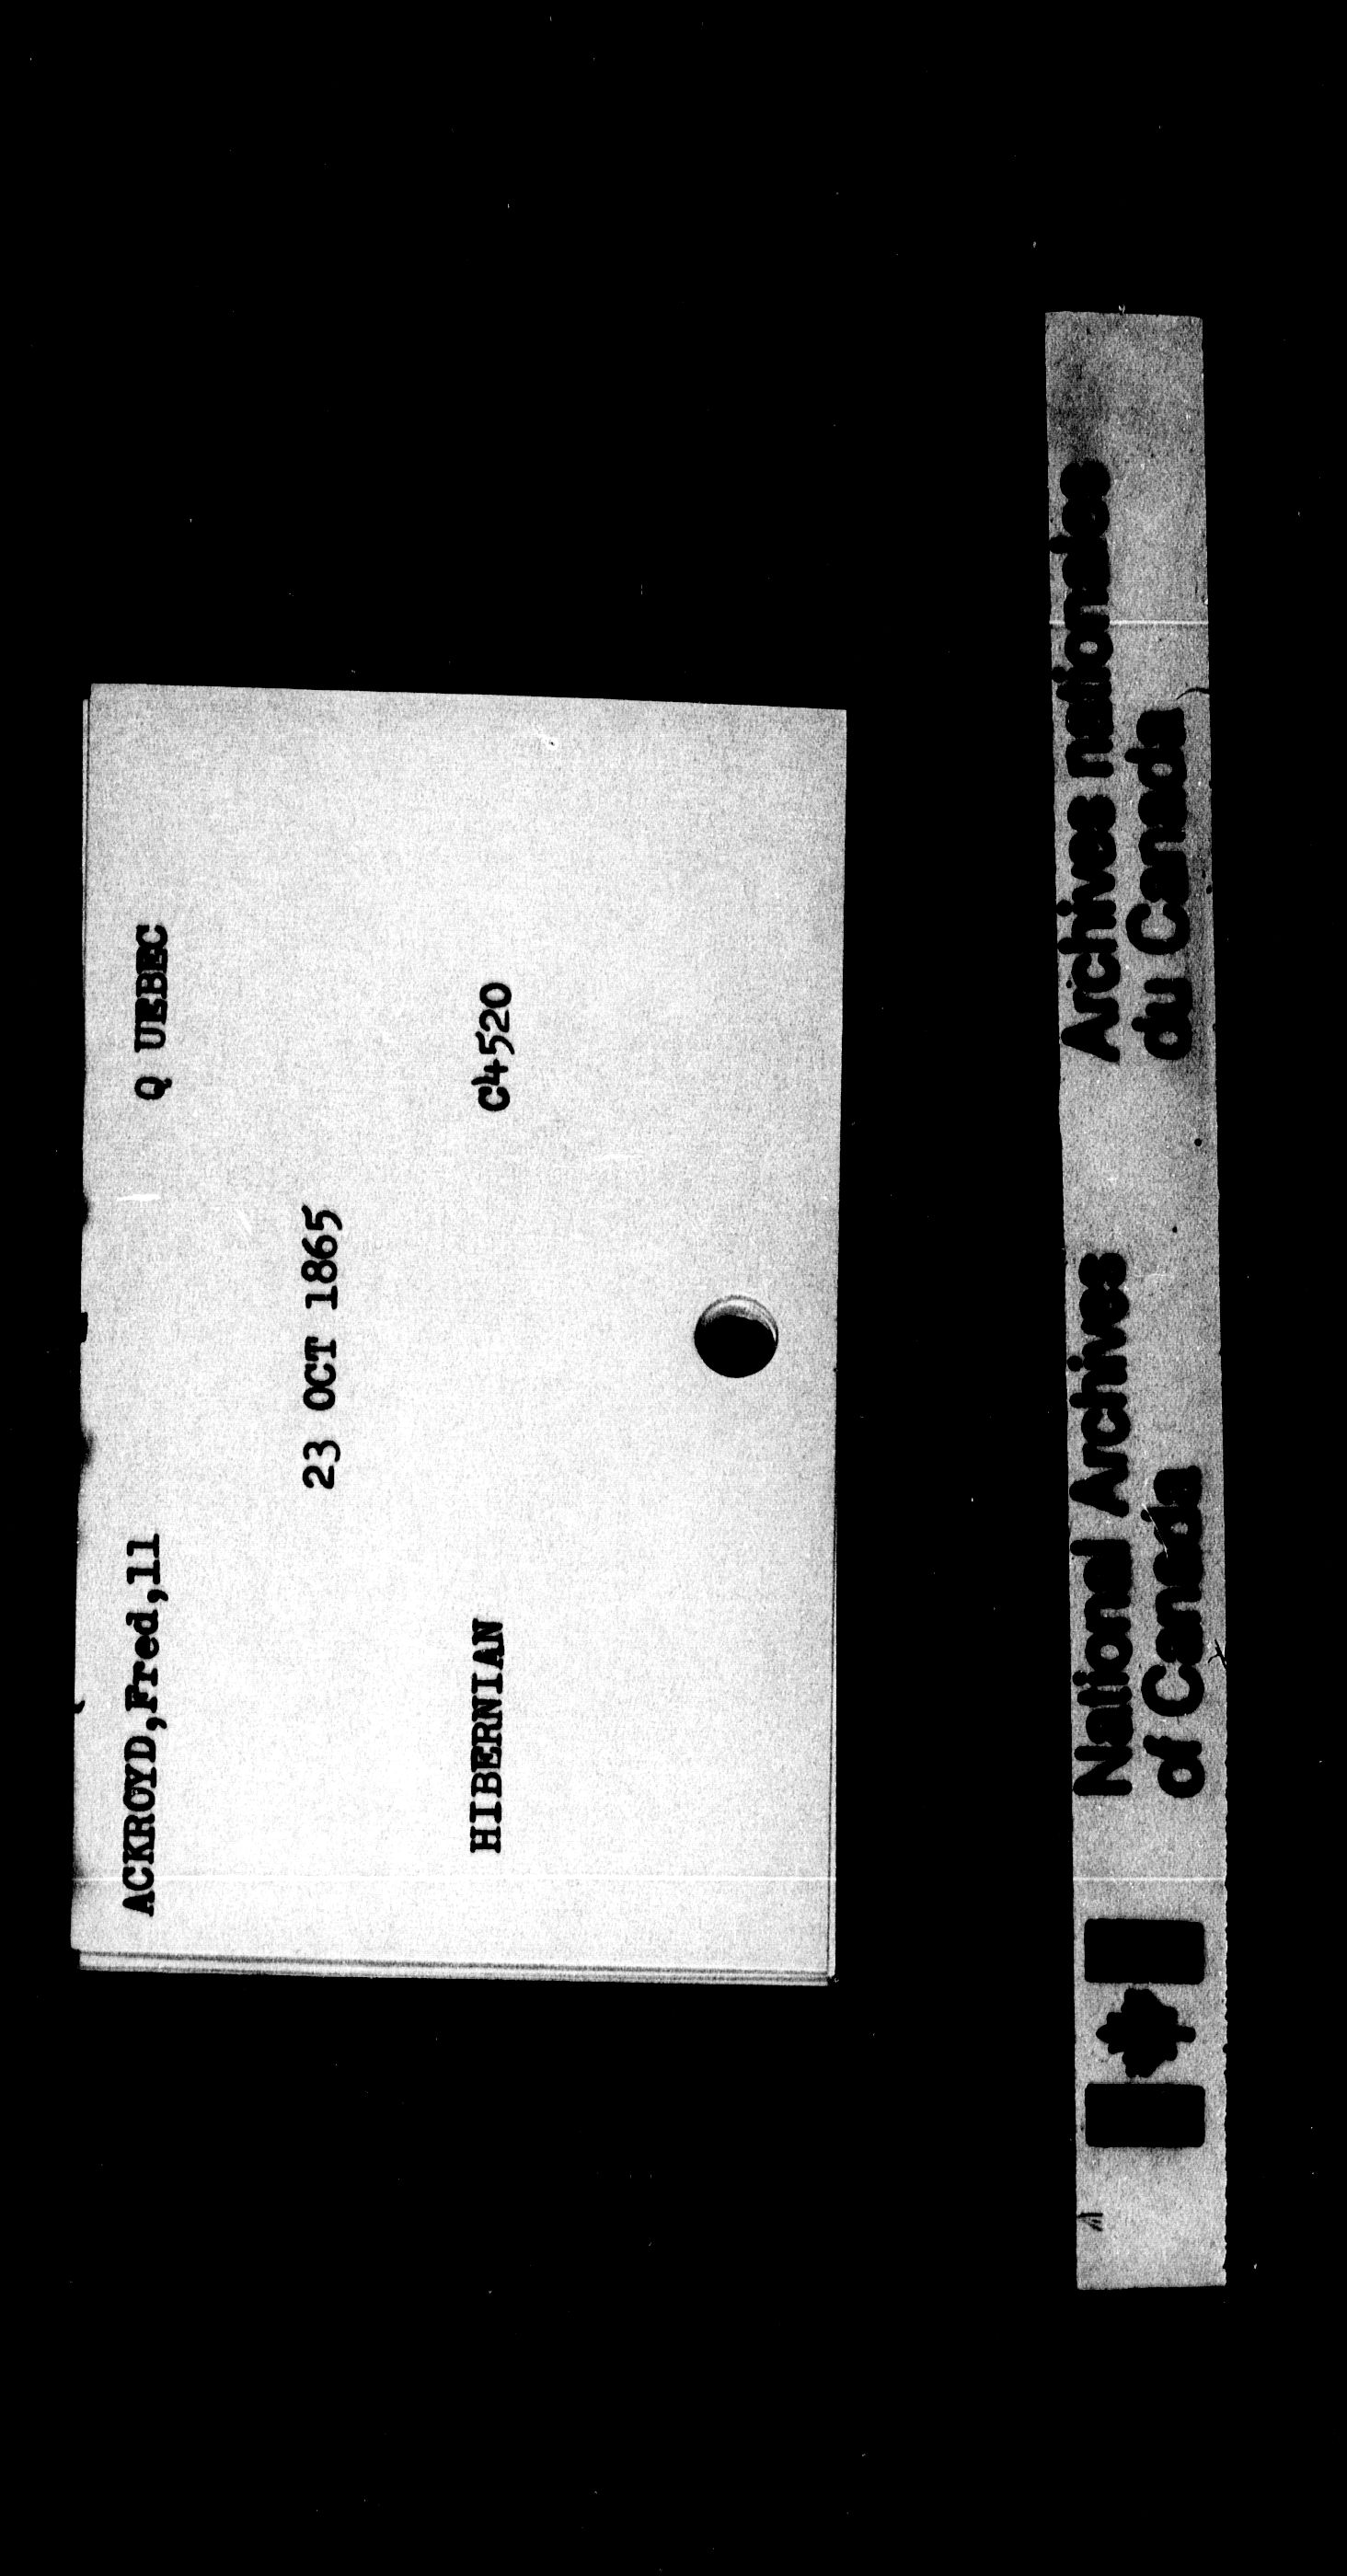 ACKROYD,Fred,11 Q UEBEC
23 OCT 1865
HIBERNIAN C4520
National Archives
of Canada
Archives nationales
du Canada